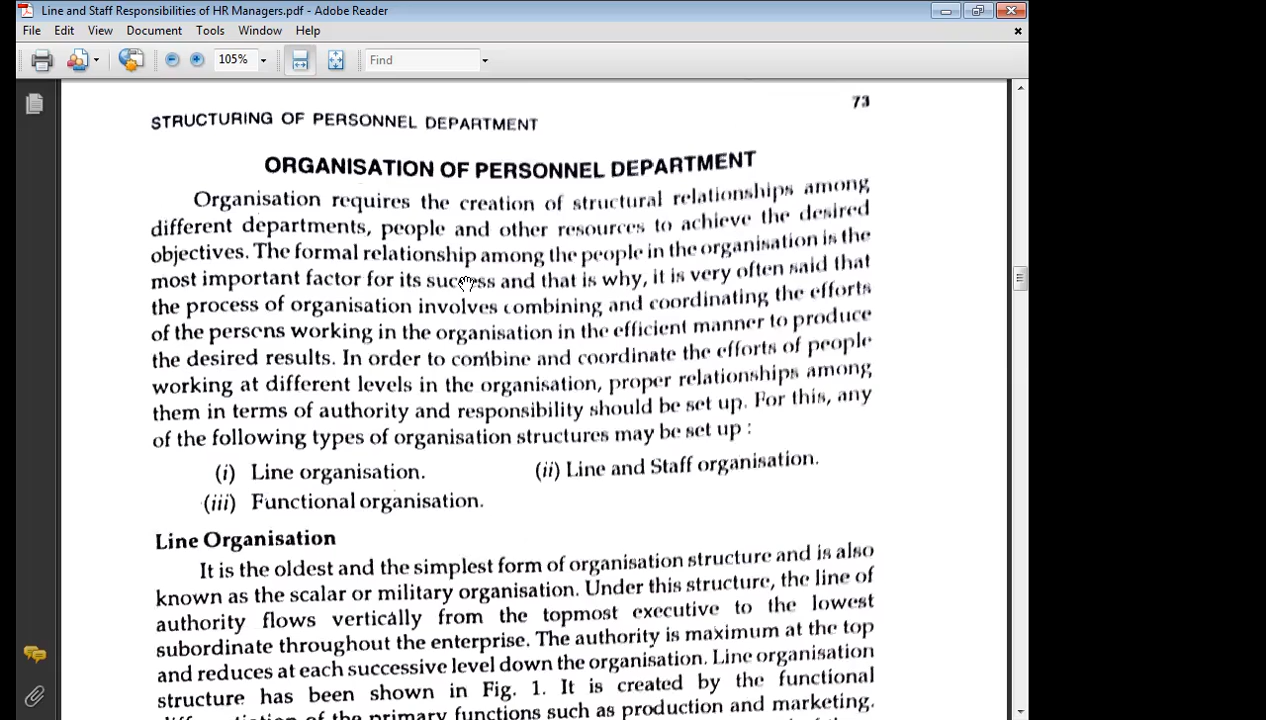 Line and Staff Responsibilities of HR Managers.pdf - Adobe Reader
File Edit View Document Tools Window Help
105% Find
73
STRUCTURING OF PERSONNEL DEPARTMENT
ORGANISATION OF PERSONNEL DEPARTMENT
Organisation requires the creation of structural relationships among
different departments, people and other resources to achieve the desired
objectives. The formal relationship among the people in the organisation is the
most important factor for its success and that is why, it is very often said that
the process of organisation involves combining and coordinating the efforts
of the persons working in the organisation in the efficient manner to produce
the desired results. In order to combine and coordinate the efforts of people
working at different levels in the organisation, proper relationships among
them in terms of authority and responsibility should be set up. For this, any
of the following types of organisation structures may be set up :
(i) Line organisation. (ii) Line and Staff organisation.
(iii) Functional organisation.
Line Organisation
It is the oldest and the simplest form of organisation structure and is also
known as the scalar or military organisation. Under this structure, the line of
authority flows vertically from the topmost executive to the lowest
subordinate throughout the enterprise. The authority is maximum at the top
and reduces at each successive level down the organisation. Line organisation
structure has been shown in Fig. 1. It is created by the functional
of the primary functions such as production and marketing.